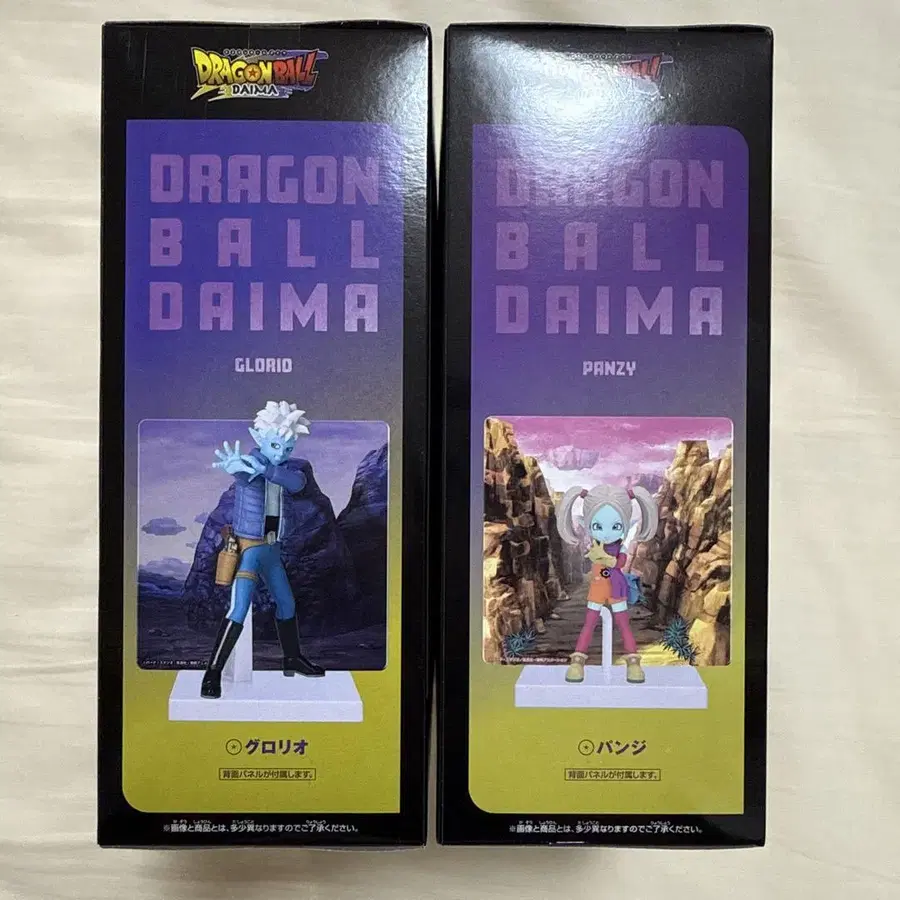 DRAGON BALL
DAIMA
DRAGON
BALL
DAIMA
GLORIO
グロリオ
背面パネルが付属します。
※画像と商品とは、多少異なりますのでご了承ください。
DRAGON
BALL
DAIMA
PANZY
パンジ
背面パネルが付属します。
※画像と商品とは、多少異なりますのでご了承ください。